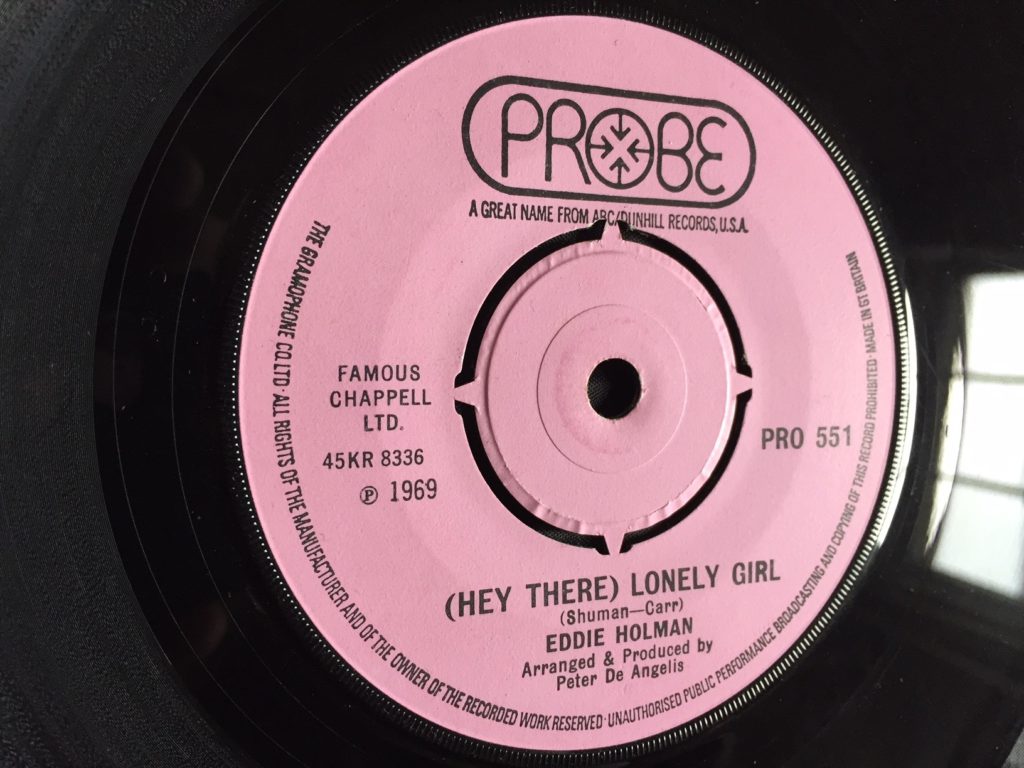 PROBE
A GREAT NAME FROM ABC/DUNHILL RECORDS, U.S.A.
THE GRAMOPHONE CO. LTD · ALL RIGHTS OF THE MANUFACTURER AND OF THE OWNER OF THE RECORDED WORK RESERVED · UNAUTHORISED PUBLIC PERFORMANCE BROADCASTING AND COPYING OF THIS RECORD PROHIBITED · MADE IN GT BRITAIN
FAMOUS
CHAPPELL
LTD.
45KR 8336
℗ 1969
PRO 551
(HEY THERE) LONELY GIRL
(Shuman—Carr)
EDDIE HOLMAN
Arranged & Produced by
Peter De Angelis